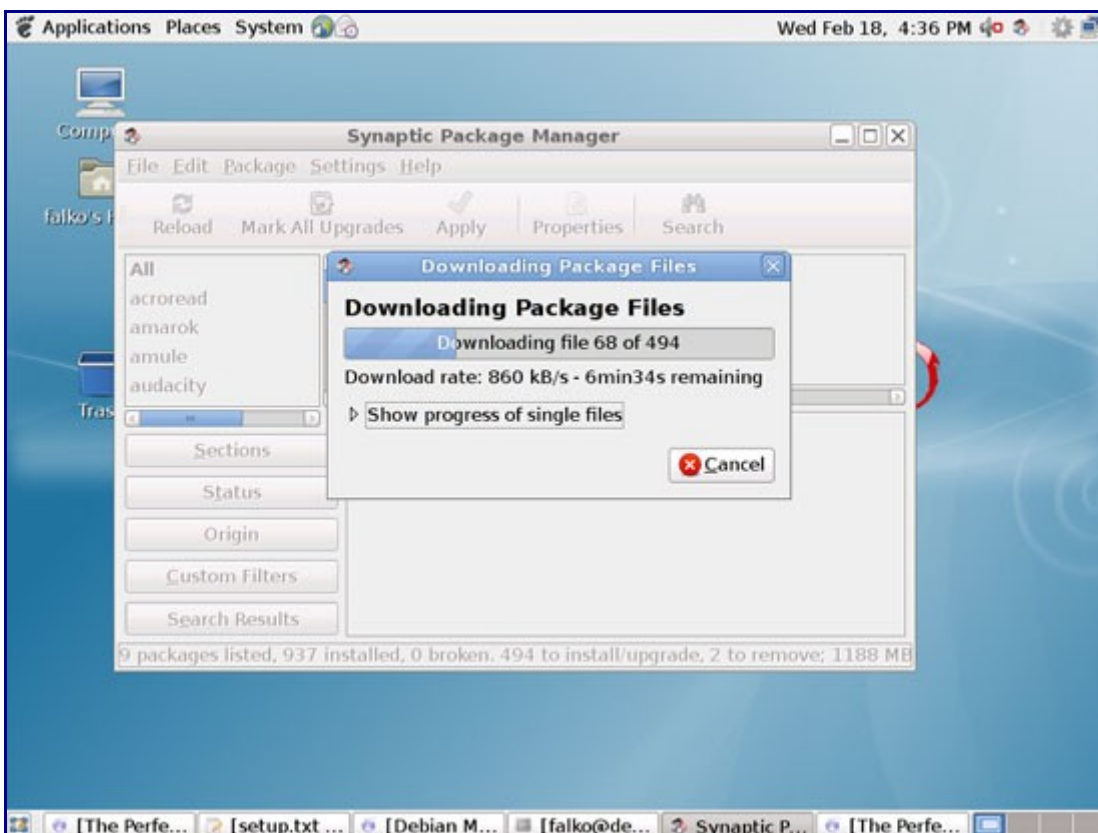 Applications Places System
Wed Feb 18, 4:36 PM
Comp
falko's H
Tras
Synaptic Package Manager
File Edit Package Settings Help
Reload Mark All Upgrades Apply Properties Search
All
acroread
amarok
amule
audacity
Sections
Status
Origin
Custom Filters
Search Results
Downloading Package Files
Downloading Package Files
Downloading file 68 of 494
Download rate: 860 kB/s - 6min34s remaining
Show progress of single files
Cancel
9 packages listed, 937 installed, 0 broken. 494 to install/upgrade, 2 to remove; 1188 MB
[The Perfe... [setup.txt ... [Debian M... [falko@de... Synaptic P... [The Perfe...